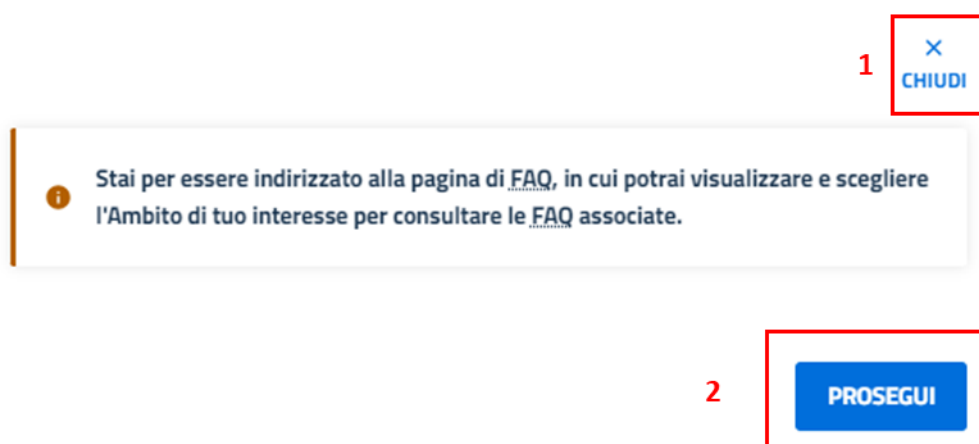 1
CHIUDI
Stai per essere indirizzato alla pagina di FAQ, in cui potrai visualizzare e scegliere
l'Ambito di tuo interesse per consultare le FAQ associate.
2
PROSEGUI